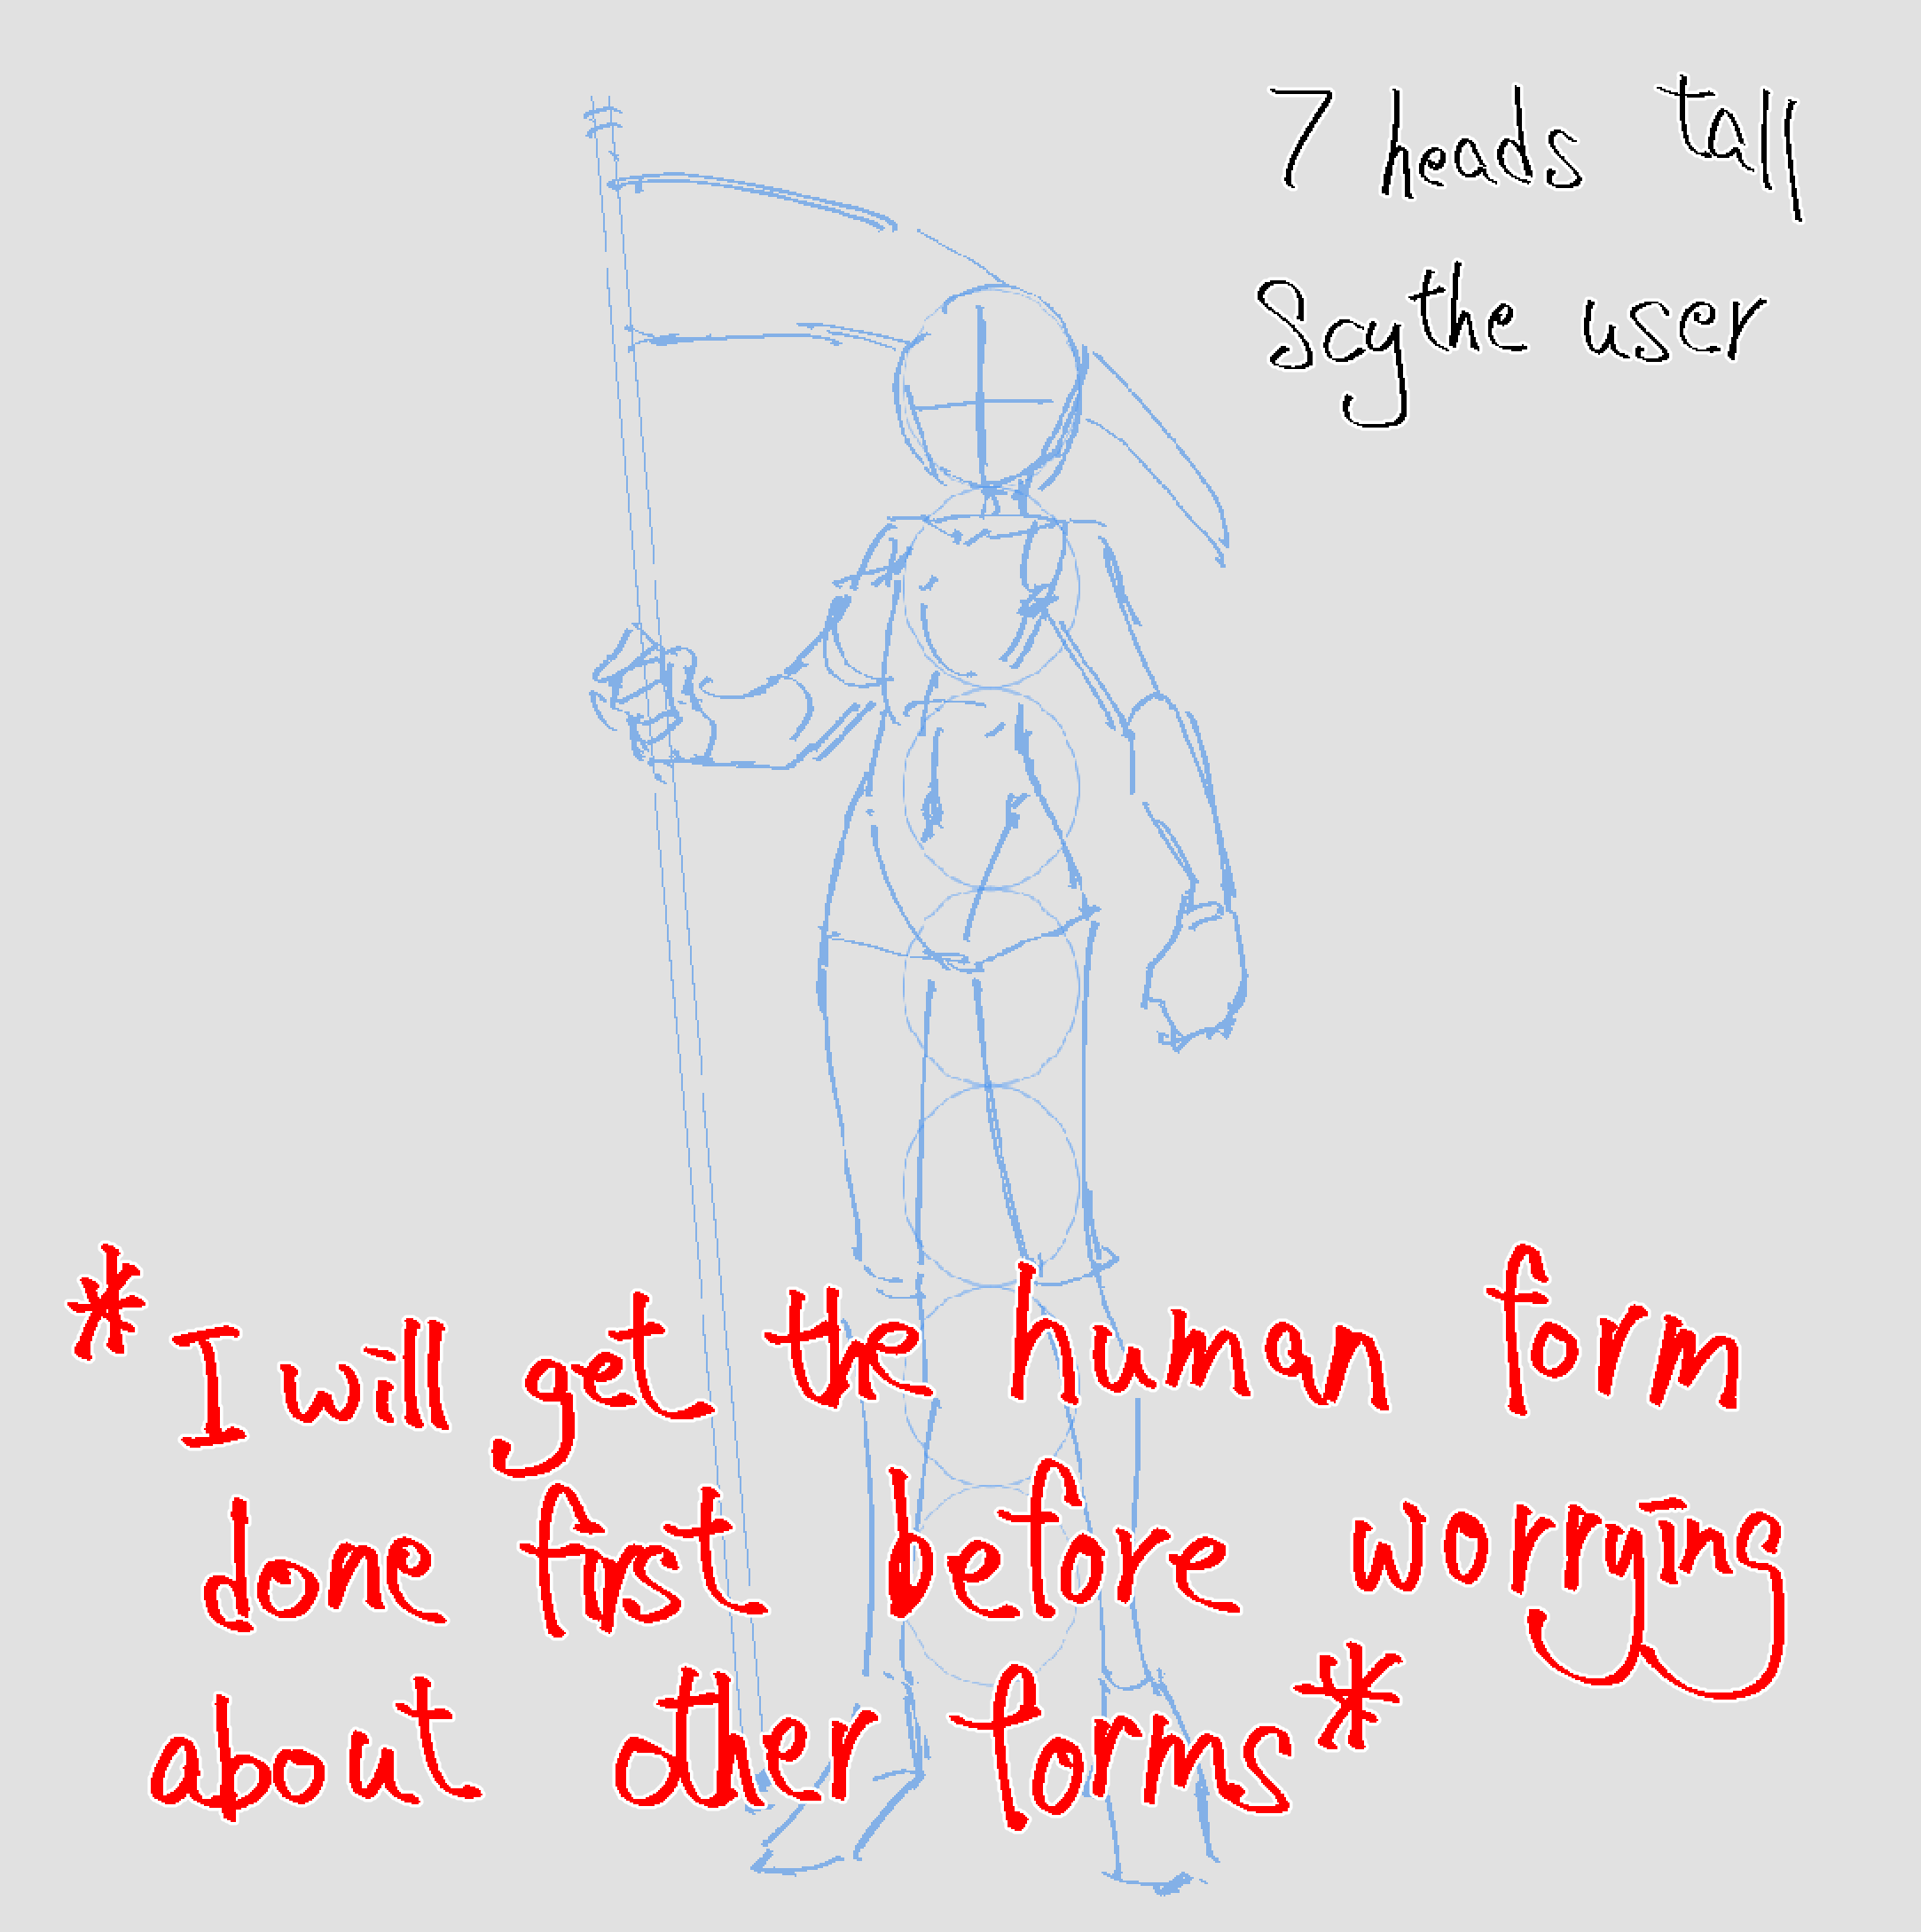 7 heads tall
Scythe user
*I will get the human form
done first before worrying
about other forms*